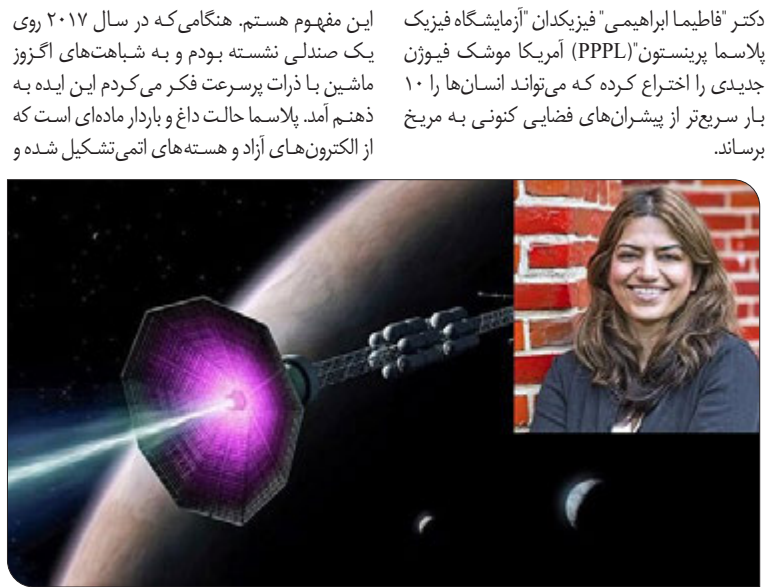 دکتر "فاطیما ابراهیمی" فیزیکدان "آزمایشگاه فیزیک
پلاسما پرینستون"(PPPL) آمریکا موشک فیوژن
جدیدی را اختراع کرده که می‌تواند انسان‌ها را ۱۰
بار سریع‌تر از پیشران‌های فضایی کنونی به مریخ
برساند.
این مفهوم هستم. هنگامی‌که در سال ۲۰۱۷ روی
یک صندلی نشسته بودم و به شباهت‌های اگزوز
ماشین با ذرات پرسرعت فکر می‌کردم این ایده به
ذهنم آمد. پلاسما حالت داغ و باردار ماده‌ای است که
از الکترون‌های آزاد و هسته‌های اتمی‌تشکیل شده و